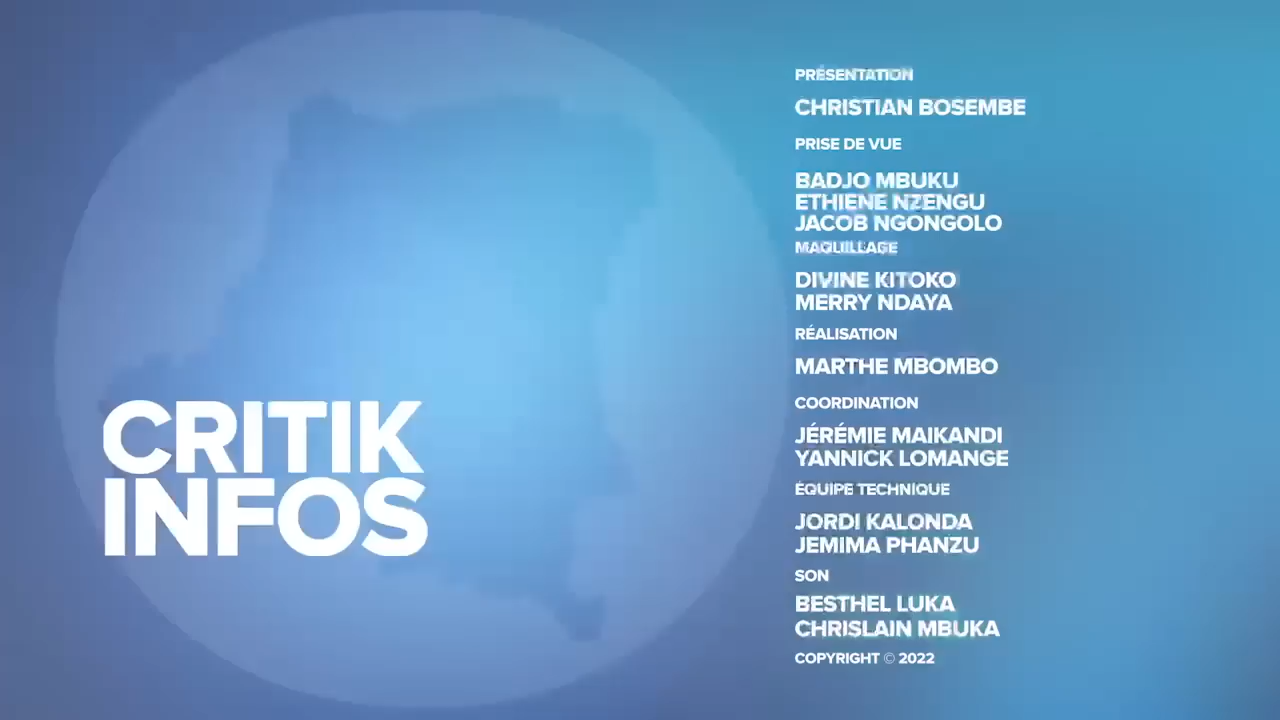 CRITIK
INFOS
PRÉSENTATION
CHRISTIAN BOSEMBE
PRISE DE VUE
BADJO MBUKU
ETHIENE NZENGU
JACOB NGONGOLO
MAQUILLAGE
DIVINE KITOKO
MERRY NDAYA
RÉALISATION
MARTHE MBOMBO
COORDINATION
JÉRÉMIE MAIKANDI
YANNICK LOMANGE
ÉQUIPE TECHNIQUE
JORDI KALONDA
JEMIMA PHANZU
SON
BESTHEL LUKA
CHRISLAIN MBUKA
COPYRIGHT © 2022